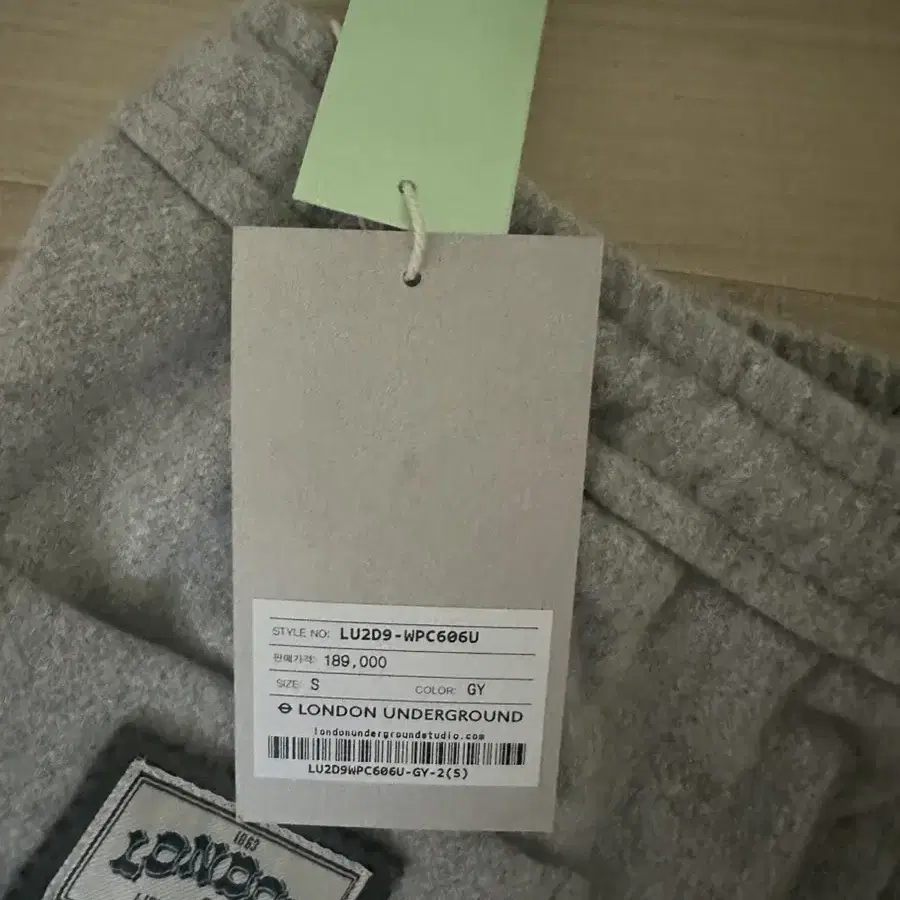 STYLE NO: LU2D9-WPC606U
판매가격: 189,000
SIZE: S COLOR: GY
LONDON UNDERGROUND
londonundergroundstudio.com
LU2D9WPC606U-GY-2(S)
1863